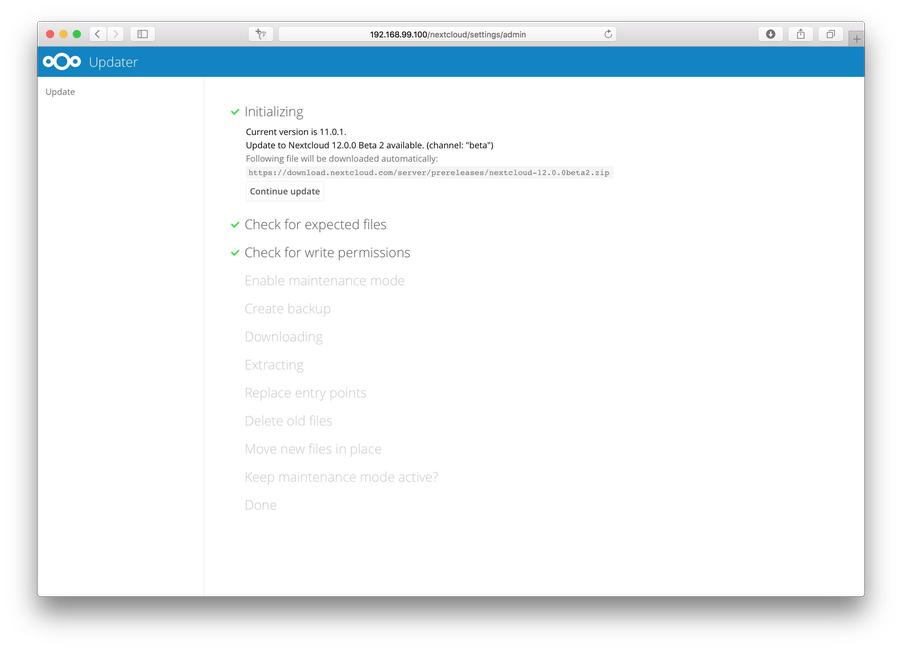 192.168.99.100/nextcloud/settings/admin
Updater
Update
Initializing
Current version is 11.0.1.
Update to Nextcloud 12.0.0 Beta 2 available. (channel: "beta")
Following file will be downloaded automatically:
https://download.nextcloud.com/server/prereleases/nextcloud-12.0.0beta2.zip
Continue update
Check for expected files
Check for write permissions
Enable maintenance mode
Create backup
Downloading
Extracting
Replace entry points
Delete old files
Move new files in place
Keep maintenance mode active?
Done